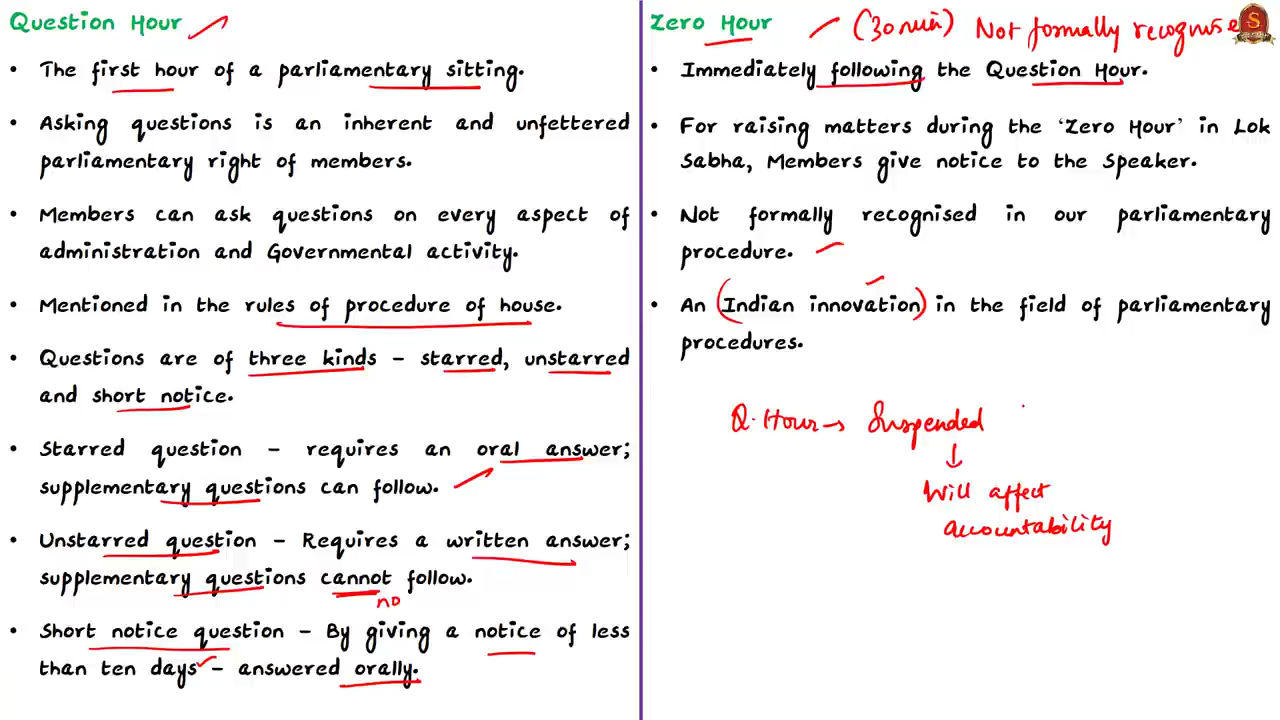 Question Hour
• The first hour of a parliamentary sitting.
• Asking questions is an inherent and unfettered
parliamentary right of members.
• Members can ask questions on every aspect of
administration and Governmental activity.
• Mentioned in the rules of procedure of house.
• Questions are of three kinds – starred, unstarred
and short notice.
• Starred question – requires an oral answer;
supplementary questions can follow.
• Unstarred question – Requires a written answer;
supplementary questions cannot follow.
no
• Short notice question – By giving a notice of less
than ten days – answered orally.
Zero Hour (30 min) Not formally recognise
S
• Immediately following the Question Hour.
• For raising matters during the 'Zero Hour' in Lok
Sabha, Members give notice to the Speaker.
• Not formally recognised in our parliamentary
procedure.
• An (Indian innovation) in the field of parliamentary
procedures.
Q. Hour → Suspended
↓
Will affect
accountability